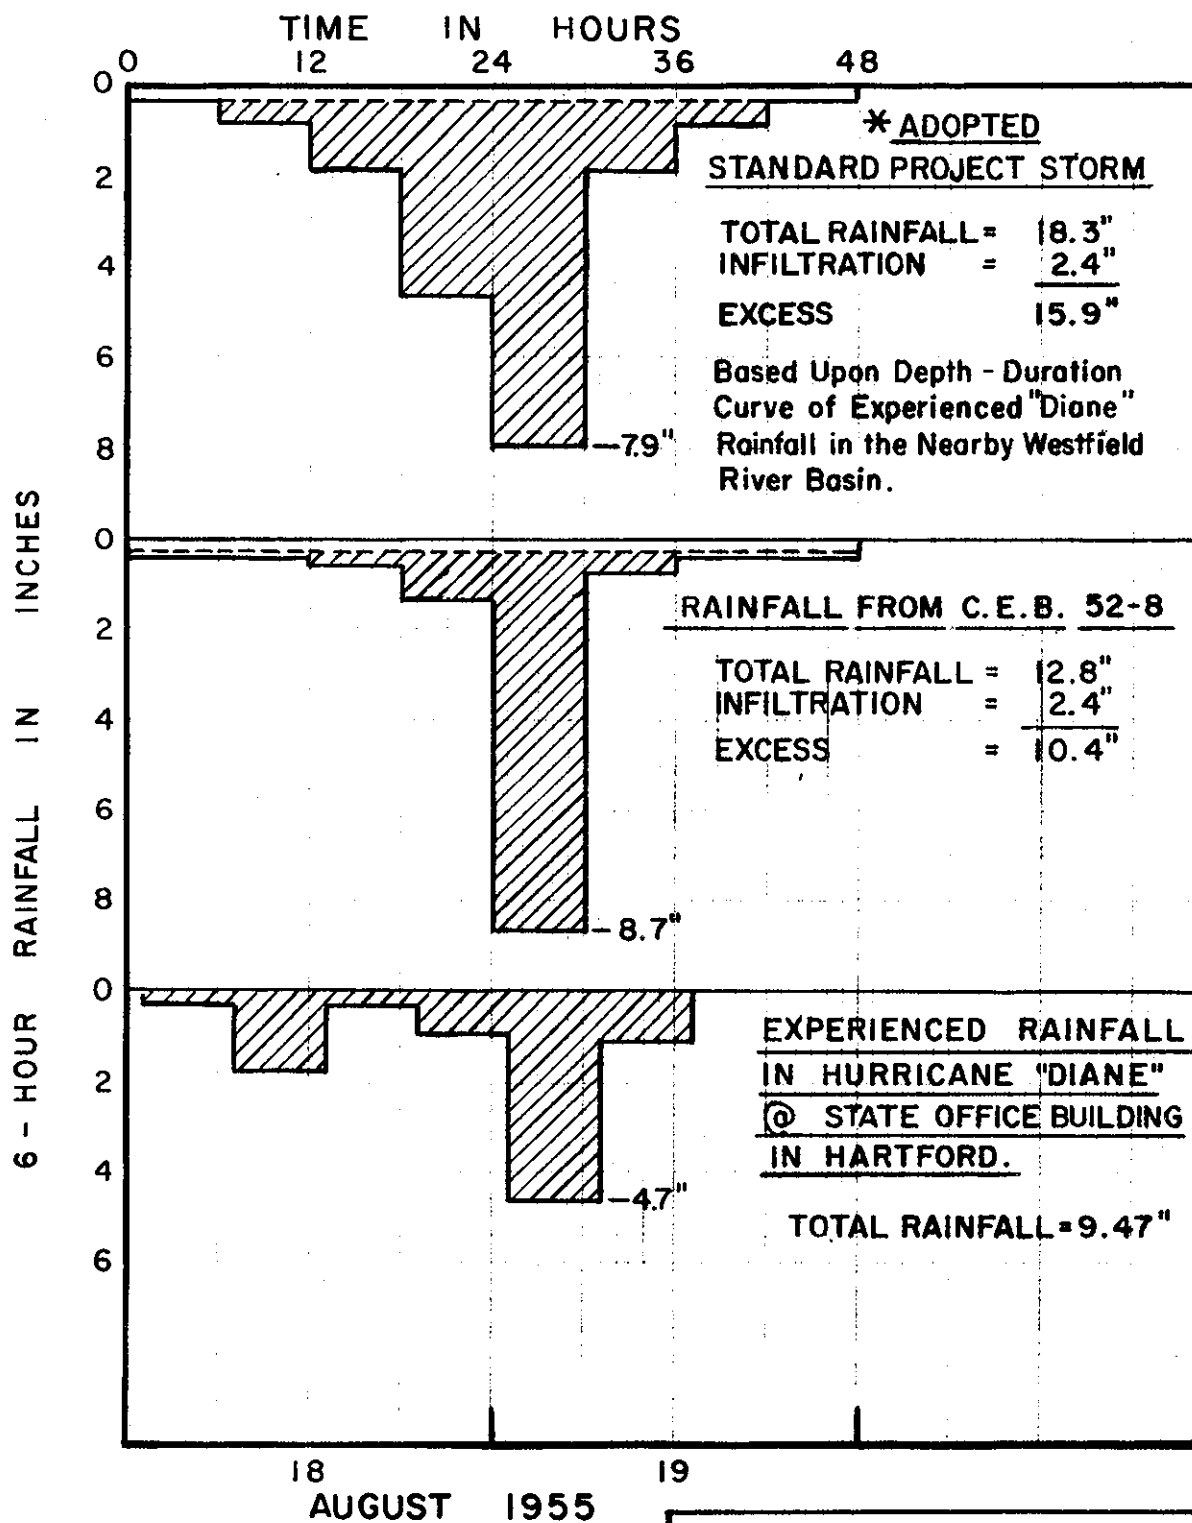 TIME IN HOURS
0 12 24 36 48
0
2
4
6
8
* ADOPTED
STANDARD PROJECT STORM
TOTAL RAINFALL = 18.3"
INFILTRATION = 2.4"
EXCESS 15.9"
Based Upon Depth - Duration
Curve of Experienced "Diane"
Rainfall in the Nearby Westfield
River Basin.
-7.9"
6 - HOUR RAINFALL IN INCHES
0
2
4
6
8
RAINFALL FROM C.E.B. 52-8
TOTAL RAINFALL = 12.8"
INFILTRATION = 2.4"
EXCESS = 10.4"
-8.7"
0
2
4
6
EXPERIENCED RAINFALL
IN HURRICANE "DIANE"
@ STATE OFFICE BUILDING
IN HARTFORD.
-4.7"
TOTAL RAINFALL = 9.47"
18 19
AUGUST 1955